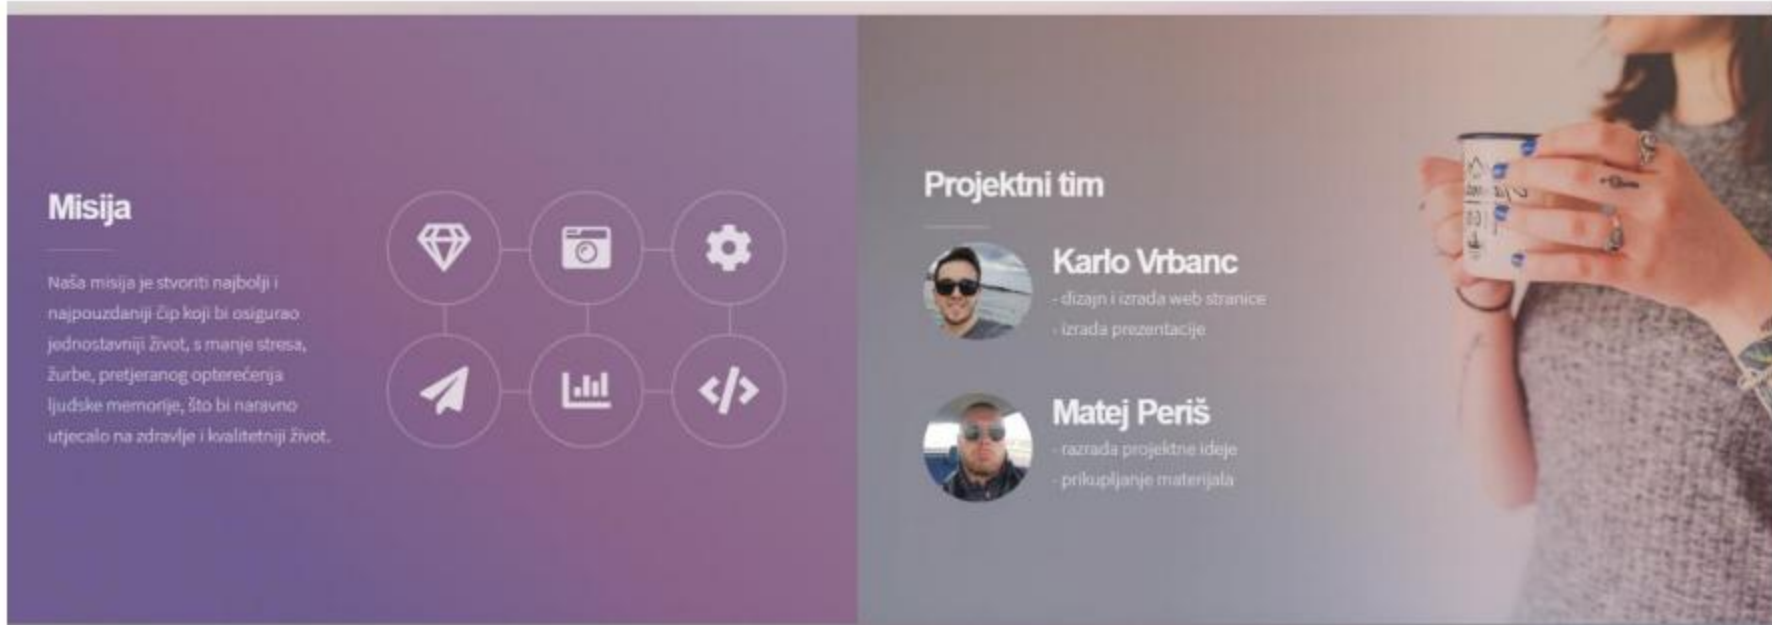 Misija
Naša misija je stvoriti najbolji i
najpouzdaniji čip koji bi osigurao
jednostavniji život, s manje stresa,
žurbe, pretjeranog opterećenja
ljudske memorije, što bi naravno
utjecalo na zdravlje i kvalitetniji život.
Projektni tim
Karlo Vrbanc
- dizajn i izrada web stranice
- izrada prezentacije
Matej Periš
- razrada projektne ideje
- prikupljanje materijala